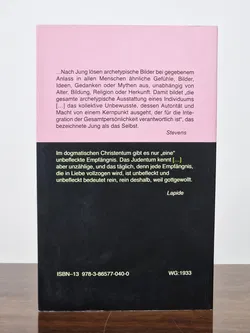 ...Nach Jung lösen archetypische Bilder bei gegebenem
Anlass in allen Menschen ähnliche Gefühle, Bilder,
Ideen, Gedanken oder Mythen aus, unabhängig von
Alter, Bildung, Religion oder Herkunft. Damit bildet "die
gesamte archetypische Ausstattung eines Individuums
[...] das kollektive Unbewusste, dessen Autorität und
Macht von einem Kernpunkt ausgeht, der für die Integ-
ration der Gesamtpersönlichkeit verantwortlich ist", das
bezeichnete Jung als das Selbst.
Stevens
Im dogmatischen Christentum gibt es nur „eine"
unbefleckte Empfängnis. Das Judentum kennt [...]
aber unzählige, und das täglich, denn jede Empfängnis,
die in Liebe vollzogen wird, ist unbefleckt und
unbefleckt bedeutet rein, rein deshalb, weil gottgewollt.
Lapide
ISBN-13 978-3-86577-040-0 WG:1933